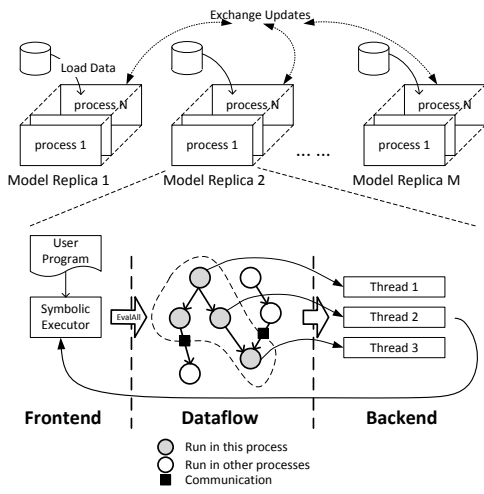 Exchange Updates
Load Data
process N
process 1
process N
process 1
process N
process 1
... ...
Model Replica 1
Model Replica 2
Model Replica M
User
Program
Symbolic
Executor
EvalAll
Thread 1
Thread 2
Thread 3
Frontend
Dataflow
Backend
Run in this process
Run in other processes
Communication